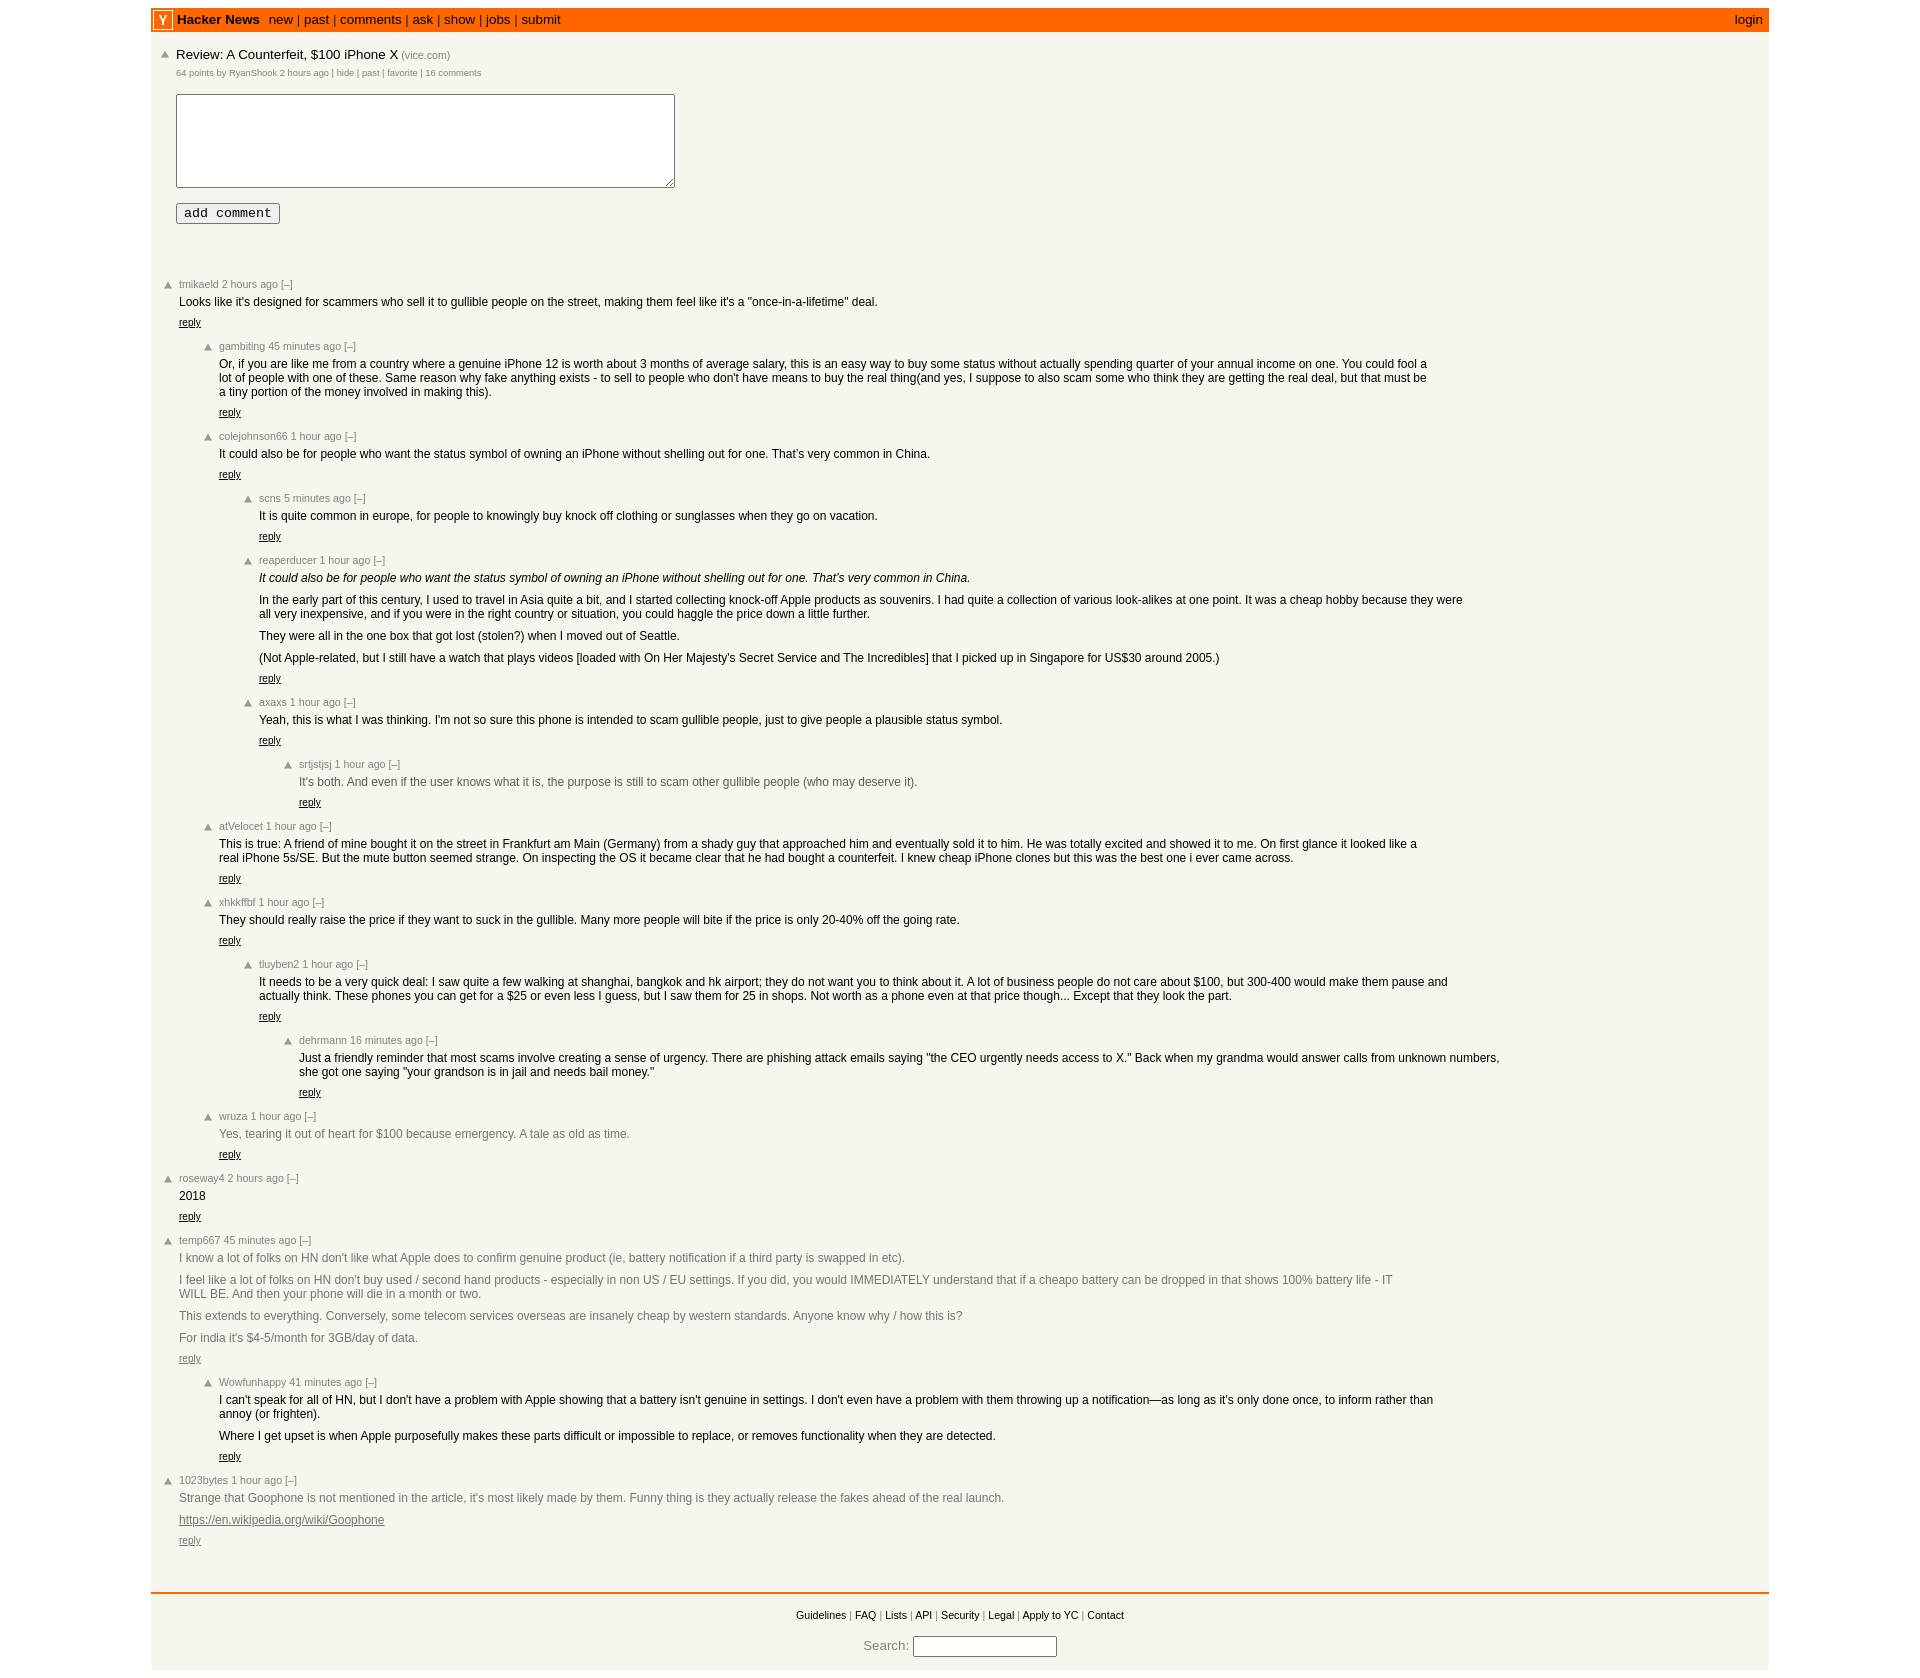 Y Hacker News new | past | comments | ask | show | jobs | submit login
Review: A Counterfeit, $100 iPhone X (vice.com)
64 points by RyanShook 2 hours ago | hide | past | favorite | 16 comments
add comment
tmikaeld 2 hours ago [–]
Looks like it's designed for scammers who sell it to gullible people on the street, making them feel like it's a "once-in-a-lifetime" deal.
reply
gambiting 45 minutes ago [–]
Or, if you are like me from a country where a genuine iPhone 12 is worth about 3 months of average salary, this is an easy way to buy some status without actually spending quarter of your annual income on one. You could fool a
lot of people with one of these. Same reason why fake anything exists - to sell to people who don't have means to buy the real thing(and yes, I suppose to also scam some who think they are getting the real deal, but that must be
a tiny portion of the money involved in making this).
reply
colejohnson66 1 hour ago [–]
It could also be for people who want the status symbol of owning an iPhone without shelling out for one. That's very common in China.
reply
scns 5 minutes ago [–]
It is quite common in europe, for people to knowingly buy knock off clothing or sunglasses when they go on vacation.
reply
reaperducer 1 hour ago [–]
It could also be for people who want the status symbol of owning an iPhone without shelling out for one. That's very common in China.
In the early part of this century, I used to travel in Asia quite a bit, and I started collecting knock-off Apple products as souvenirs. I had quite a collection of various look-alikes at one point. It was a cheap hobby because they were
all very inexpensive, and if you were in the right country or situation, you could haggle the price down a little further.
They were all in the one box that got lost (stolen?) when I moved out of Seattle.
(Not Apple-related, but I still have a watch that plays videos [loaded with On Her Majesty's Secret Service and The Incredibles] that I picked up in Singapore for US$30 around 2005.)
reply
axaxs 1 hour ago [–]
Yeah, this is what I was thinking. I'm not so sure this phone is intended to scam gullible people, just to give people a plausible status symbol.
reply
srtjstjsj 1 hour ago [–]
It's both. And even if the user knows what it is, the purpose is still to scam other gullible people (who may deserve it).
reply
atVelocet 1 hour ago [–]
This is true: A friend of mine bought it on the street in Frankfurt am Main (Germany) from a shady guy that approached him and eventually sold it to him. He was totally excited and showed it to me. On first glance it looked like a
real iPhone 5s/SE. But the mute button seemed strange. On inspecting the OS it became clear that he had bought a counterfeit. I knew cheap iPhone clones but this was the best one i ever came across.
reply
xhkkffbf 1 hour ago [–]
They should really raise the price if they want to suck in the gullible. Many more people will bite if the price is only 20-40% off the going rate.
reply
tluyben2 1 hour ago [–]
It needs to be a very quick deal: I saw quite a few walking at shanghai, bangkok and hk airport; they do not want you to think about it. A lot of business people do not care about $100, but 300-400 would make them pause and
actually think. These phones you can get for a $25 or even less I guess, but I saw them for 25 in shops. Not worth as a phone even at that price though... Except that they look the part.
reply
dehrmann 16 minutes ago [–]
Just a friendly reminder that most scams involve creating a sense of urgency. There are phishing attack emails saying "the CEO urgently needs access to X." Back when my grandma would answer calls from unknown numbers,
she got one saying "your grandson is in jail and needs bail money."
reply
wruza 1 hour ago [–]
Yes, tearing it out of heart for $100 because emergency. A tale as old as time.
reply
roseway4 2 hours ago [–]
2018
reply
temp667 45 minutes ago [–]
I know a lot of folks on HN don't like what Apple does to confirm genuine product (ie, battery notification if a third party is swapped in etc).
I feel like a lot of folks on HN don't buy used / second hand products - especially in non US / EU settings. If you did, you would IMMEDIATELY understand that if a cheapo battery can be dropped in that shows 100% battery life - IT
WILL BE. And then your phone will die in a month or two.
This extends to everything. Conversely, some telecom services overseas are insanely cheap by western standards. Anyone know why / how this is?
For india it's $4-5/month for 3GB/day of data.
reply
Wowfunhappy 41 minutes ago [–]
I can't speak for all of HN, but I don't have a problem with Apple showing that a battery isn't genuine in settings. I don't even have a problem with them throwing up a notification—as long as it's only done once, to inform rather than
annoy (or frighten).
Where I get upset is when Apple purposefully makes these parts difficult or impossible to replace, or removes functionality when they are detected.
reply
1023bytes 1 hour ago [–]
Strange that Goophone is not mentioned in the article, it's most likely made by them. Funny thing is they actually release the fakes ahead of the real launch.
https://en.wikipedia.org/wiki/Goophone
reply
Guidelines | FAQ | Lists | API | Security | Legal | Apply to YC | Contact
Search: